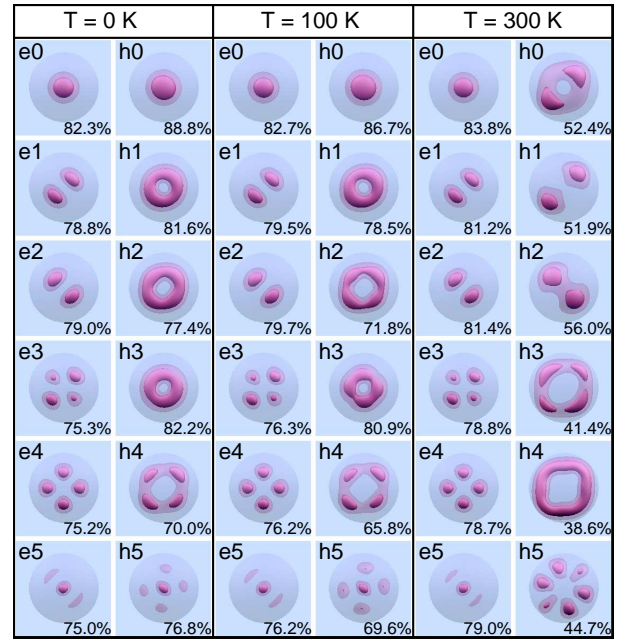 T = 0 K T = 100 K T = 300 K
e0 h0 e0 h0 e0 h0
82.3% 88.8% 82.7% 86.7% 83.8% 52.4%
e1 h1 e1 h1 e1 h1
78.8% 81.6% 79.5% 78.5% 81.2% 51.9%
e2 h2 e2 h2 e2 h2
79.0% 77.4% 79.7% 71.8% 81.4% 56.0%
e3 h3 e3 h3 e3 h3
75.3% 82.2% 76.3% 80.9% 78.8% 41.4%
e4 h4 e4 h4 e4 h4
75.2% 70.0% 76.2% 65.8% 78.7% 38.6%
e5 h5 e5 h5 e5 h5
75.0% 76.8% 76.2% 69.6% 79.0% 44.7%